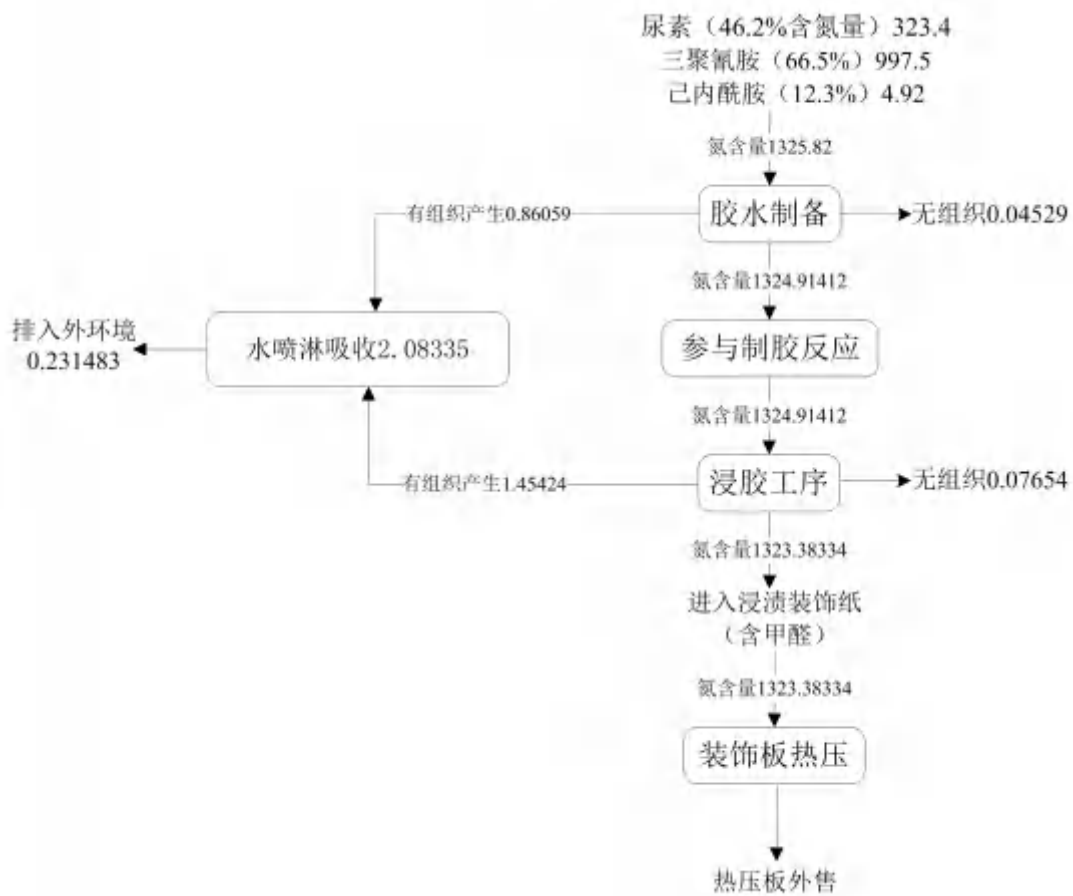 尿素（46.2%含氮量）323.4
三聚氰胺（66.5%）997.5
己内酰胺（12.3%）4.92
氮含量1325.82
有组织产生0.86059
胶水制备
无组织0.04529
氮含量1324.91412
排入外环境
0.231483
水喷淋吸收2.08335
参与制胶反应
氮含量1324.91412
有组织产生1.45424
浸胶工序
无组织0.07654
氮含量1323.38334
进入浸渍装饰纸
（含甲醛）
氮含量1323.38334
装饰板热压
热压板外售